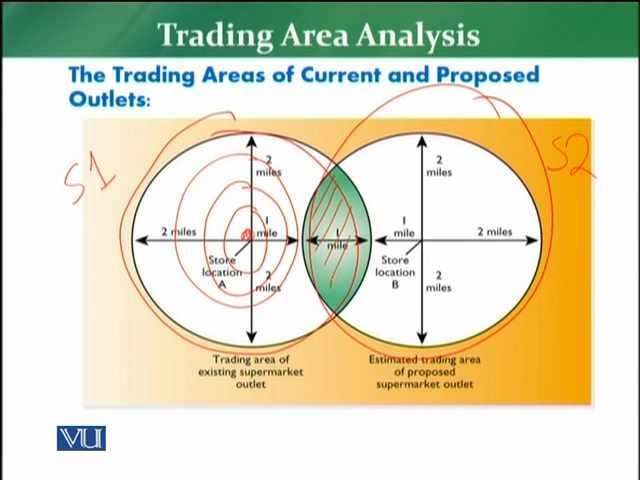 Trading Area Analysis
The Trading Areas of Current and Proposed
Outlets:
S1
S2
2
miles
2 miles
1
mile
Store
location
A
2
miles
1
mile
2
miles
1
mile
2 miles
Store
location
B
2
miles
Trading area of
existing supermarket
outlet
Estimated trading area
of proposed
supermarket outlet
VU